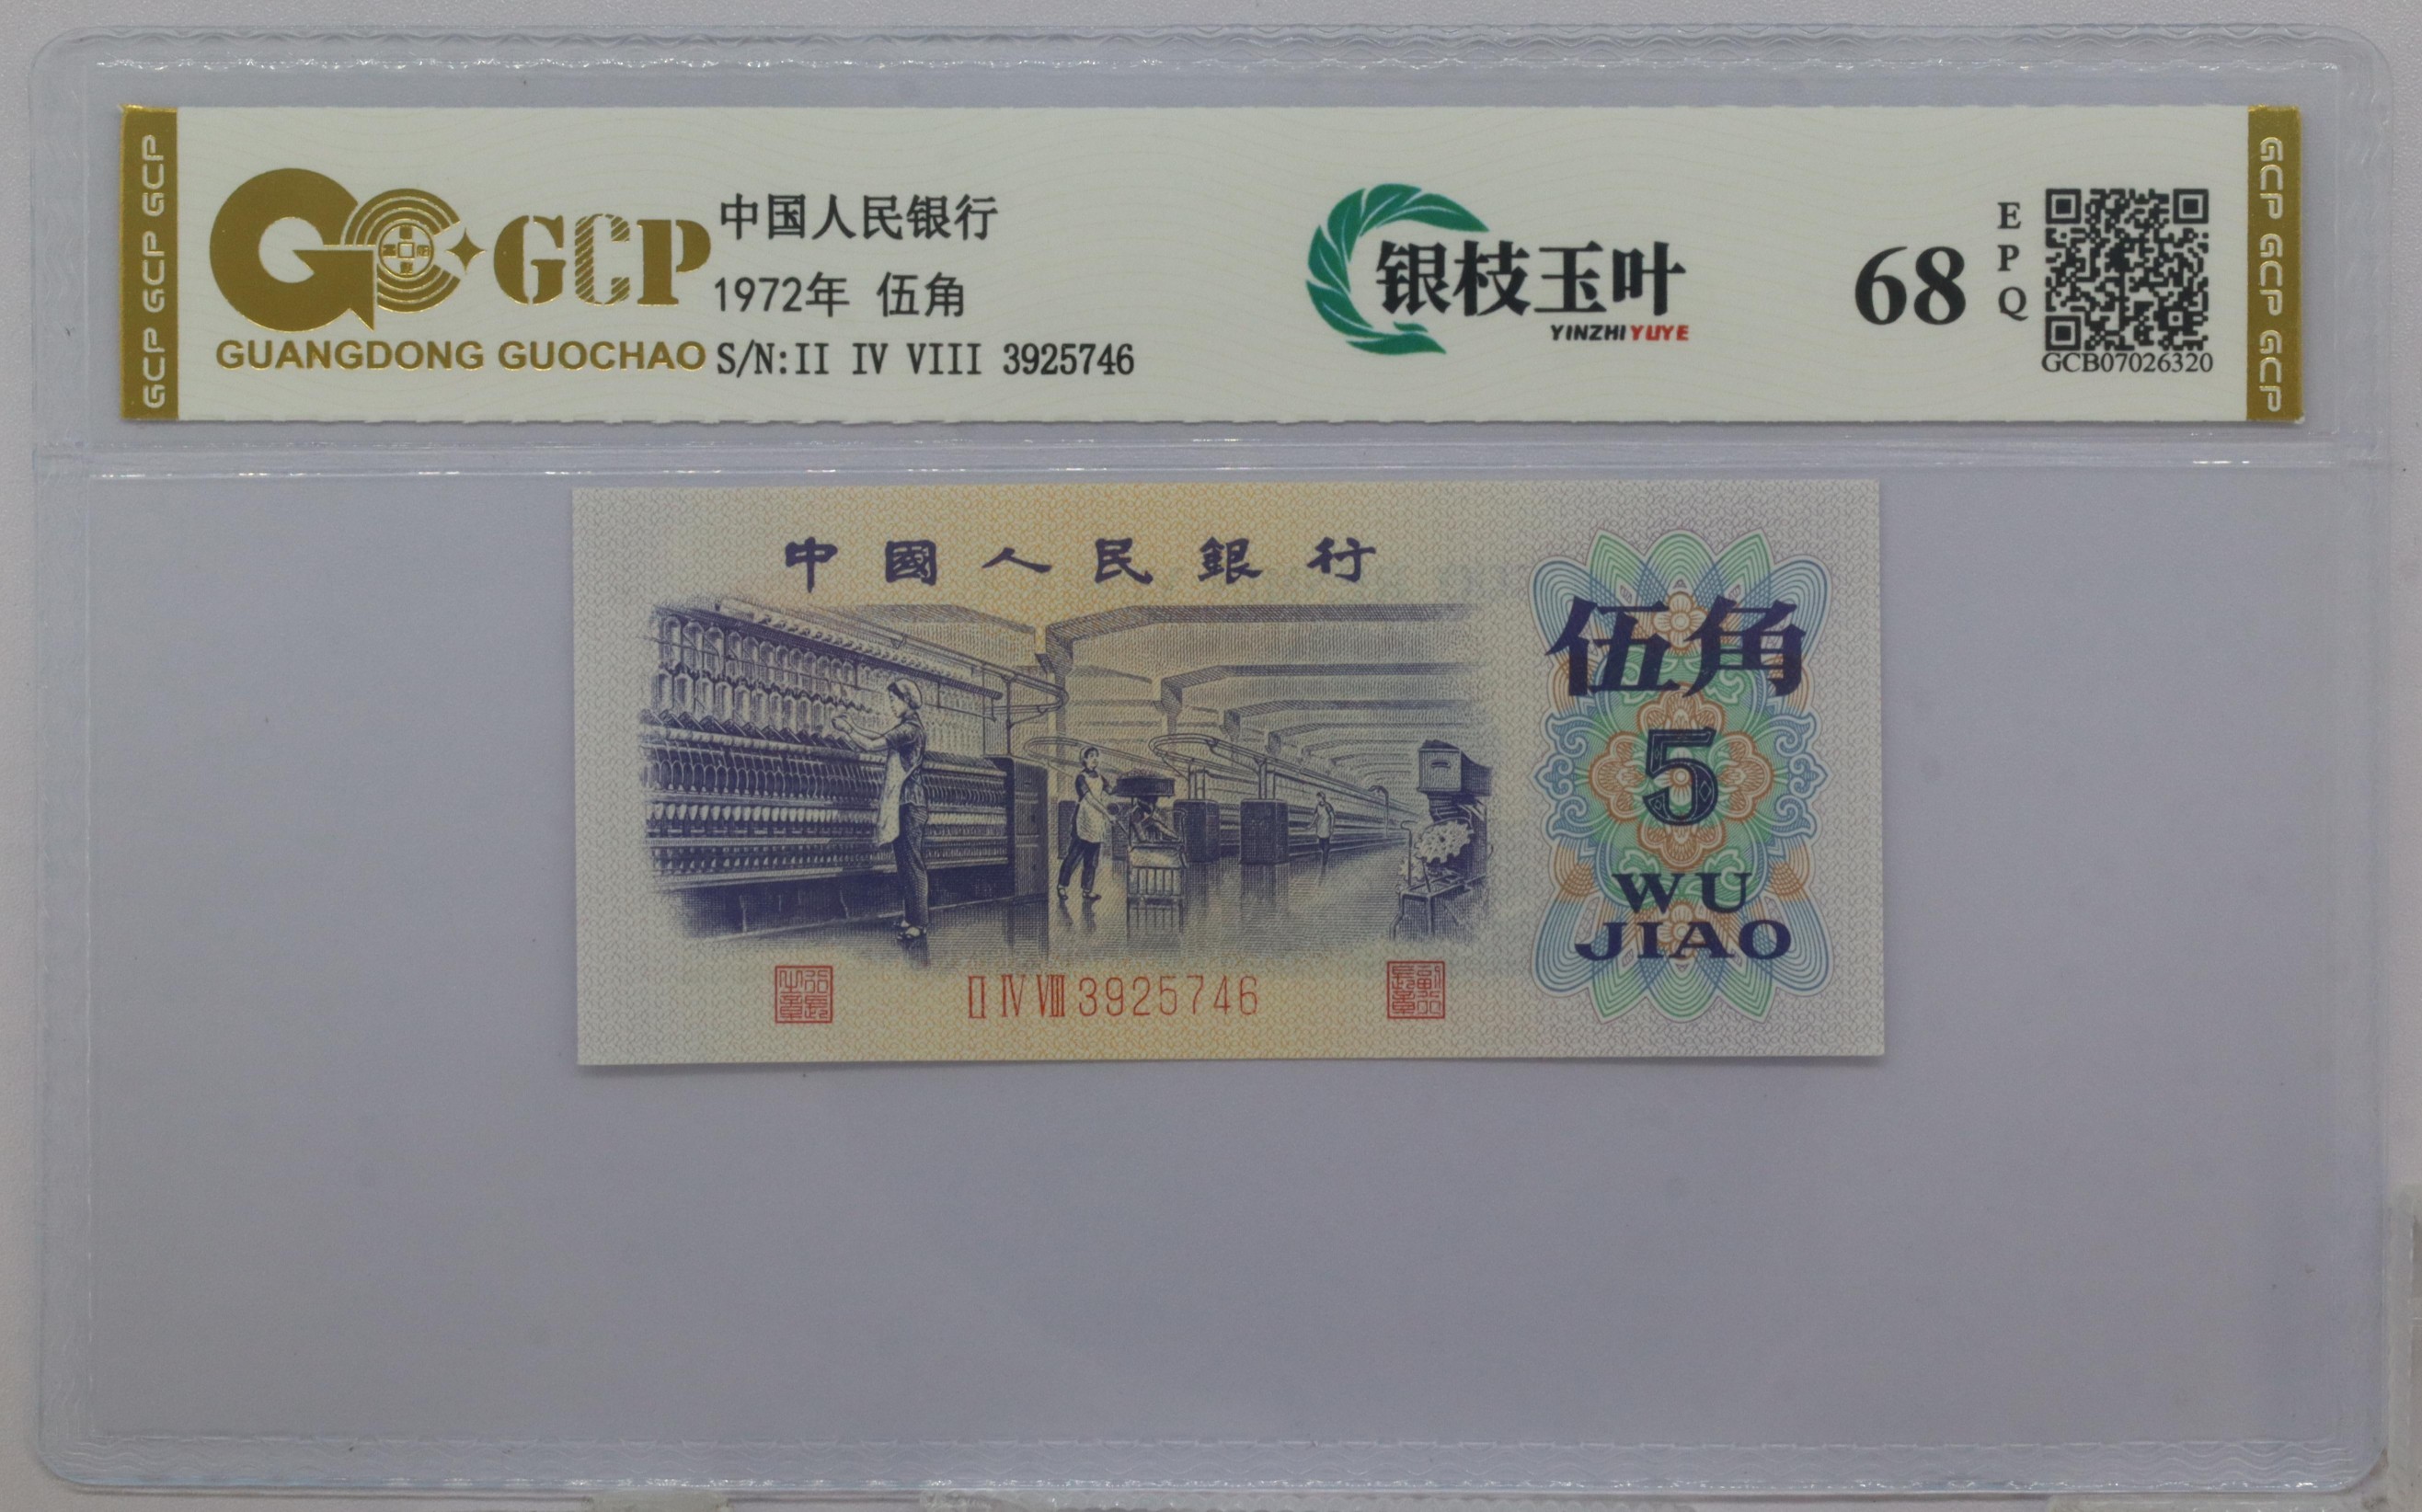 GCP GCP GCP
GCP
GUANGDONG GUOCHAO
中国人民银行
1972年 伍角
S/N:II IV VIII 3925746
银枝玉叶
YINZHIYUYE
68
E
P
Q
GCB07026320
GCP GCP GCP
中國人民銀行
伍角
5
WU
JIAO
II IV VIII 3925746